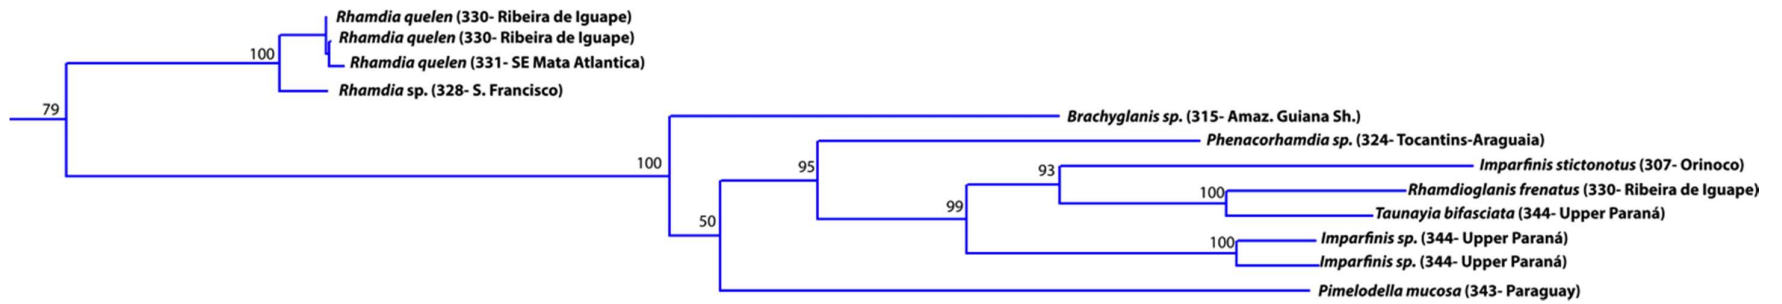 Rhamdia quelen (330- Ribeira de Iguape)
Rhamdia quelen (330- Ribeira de Iguape)
100
Rhamdia quelen (331- SE Mata Atlantica)
Rhamdia sp. (328- S. Francisco)
79
Brachyglanis sp. (315- Amaz. Guiana Sh.)
Phenacorhamdia sp. (324- Tocantins-Araguaia)
100
95
93
Imparfinis stictonotus (307- Orinoco)
100
Rhamdioglanis frenatus (330- Ribeira de Iguape)
99
Taunayia bifasciata (344- Upper Paraná)
50
100
Imparfinis sp. (344- Upper Paraná)
Imparfinis sp. (344- Upper Paraná)
Pimelodella mucosa (343- Paraguay)